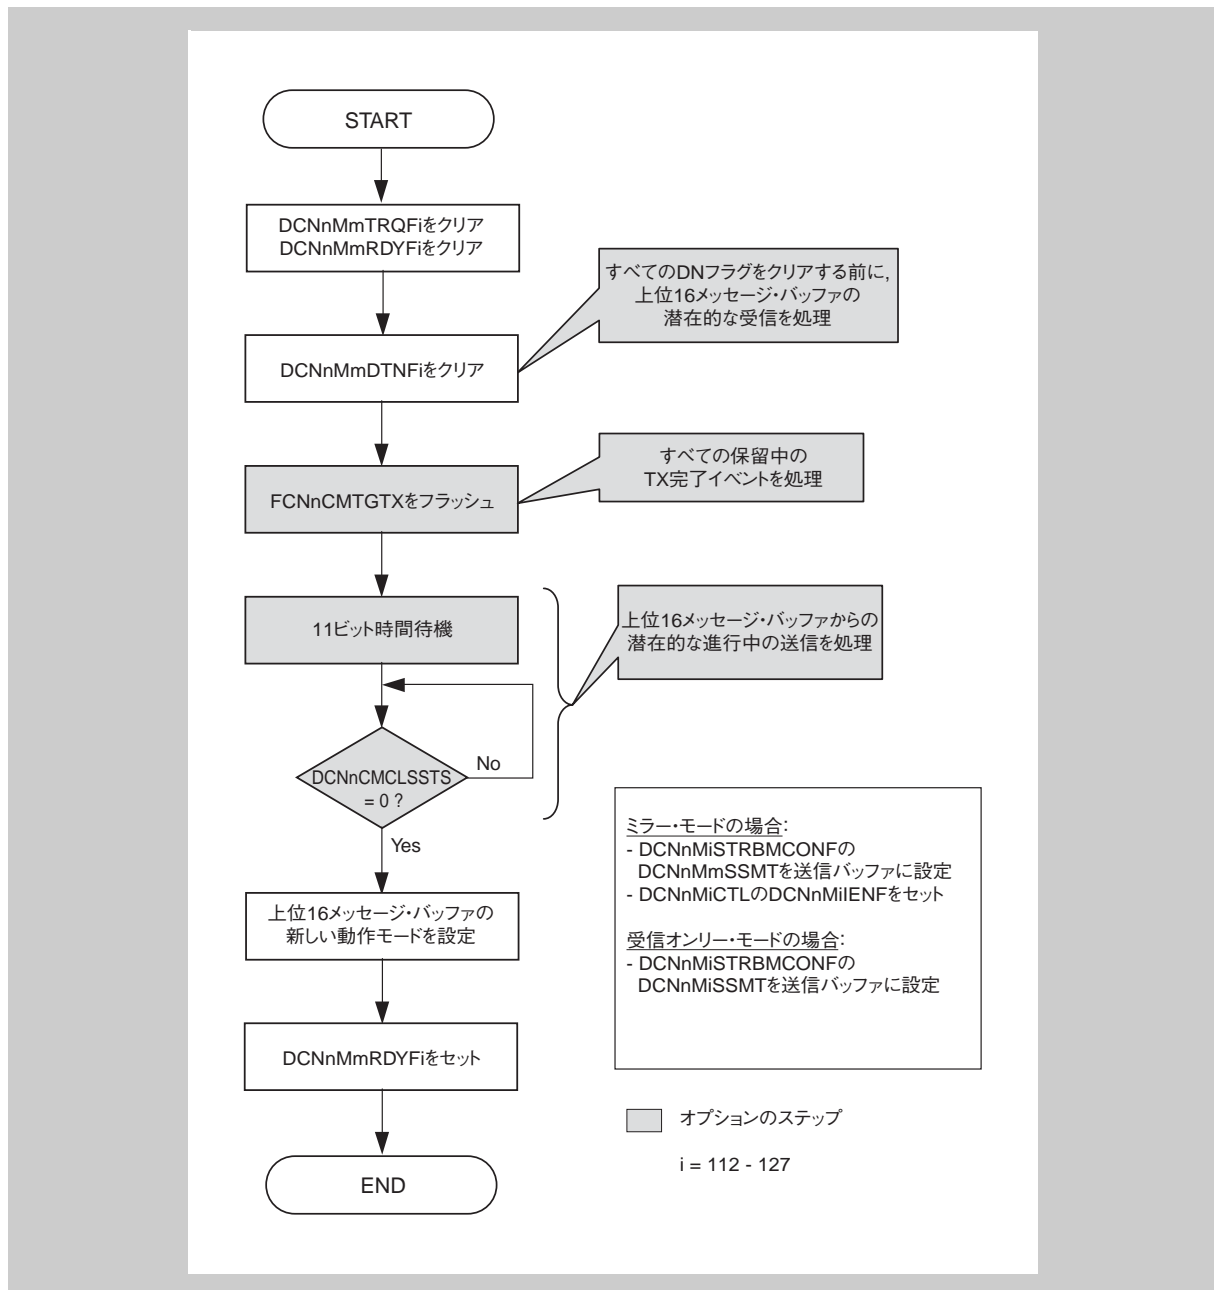 START
DCNnMmTRQFiをクリア
DCNnMmRDYFiをクリア
すべてのDNフラグをクリアする前に,
上位16メッセージ・バッファの
潜在的な受信を処理
DCNnMmDTNFiをクリア
すべての保留中の
TX完了イベントを処理
FCNnCMTGTXをフラッシュ
11ビット時間待機
上位16メッセージ・バッファからの
潜在的な進行中の送信を処理
DCNnCMCLSSTS
= 0 ?
No
Yes
ミラー・モードの場合:
- DCNnMiSTRBMCONFの
DCNnMmSSMTを送信バッファに設定
- DCNnMiCTLのDCNnMiIENFをセット
受信オンリー・モードの場合:
- DCNnMiSTRBMCONFの
DCNnMiSSMTを送信バッファに設定
上位16メッセージ・バッファの
新しい動作モードを設定
DCNnMmRDYFiをセット
オプションのステップ
i = 112 - 127
END